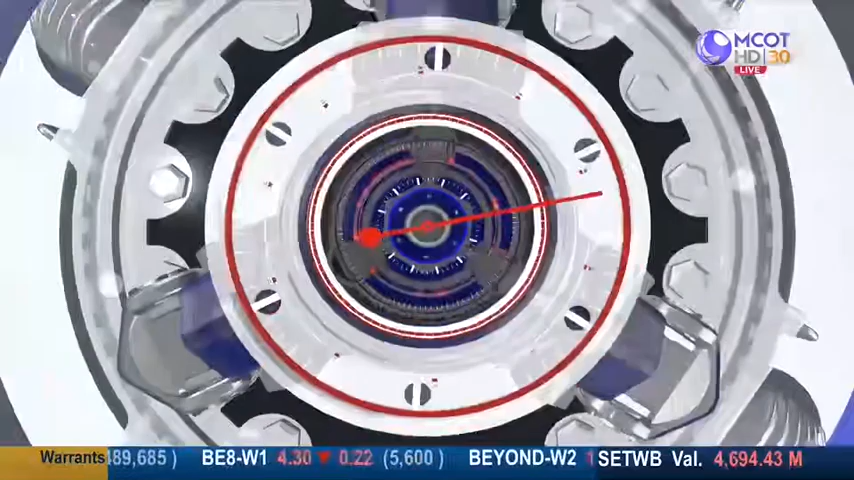 MCOT
HD|30
LIVE
Warrants 89,685) BE8-W1 4.30 ▼ 0.22 (5,600) BEYOND-W2 SETWB Val. 4,694.43 M